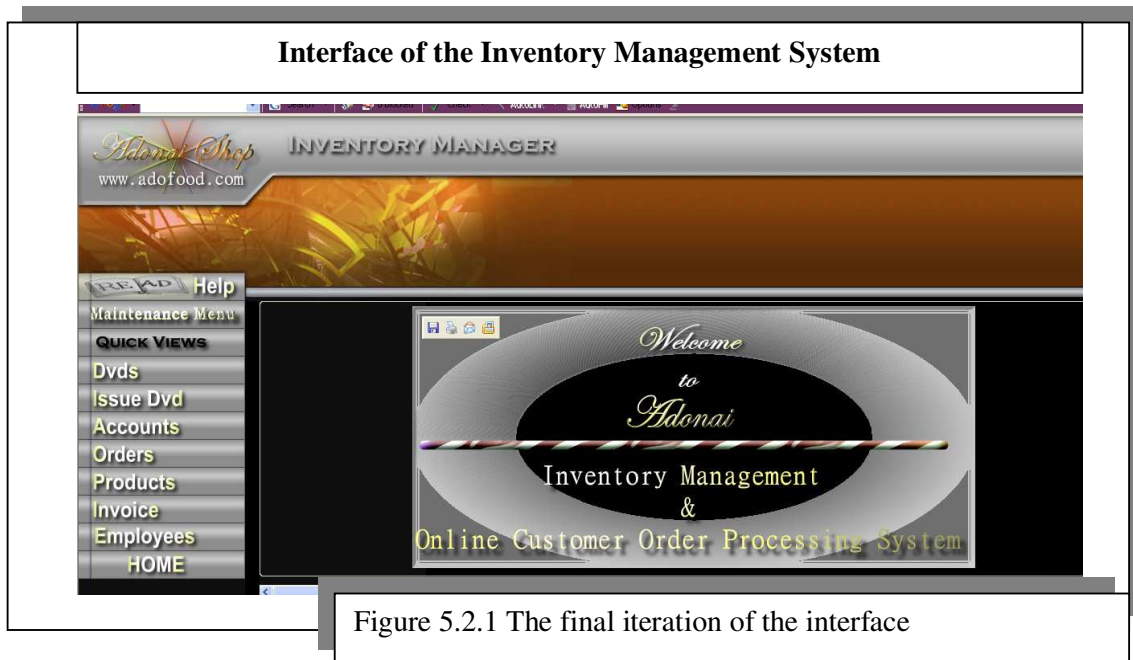 Interface of the Inventory Management System
Adonai Shop
www.adofood.com
INVENTORY MANAGER
READ Help
Maintenance Menu
QUICK VIEWS
Dvds
Issue Dvd
Accounts
Orders
Products
Invoice
Employees
HOME
Welcome
to
Adonai
Inventory Management
&
Online Customer Order Processing System
Figure 5.2.1 The final iteration of the interface